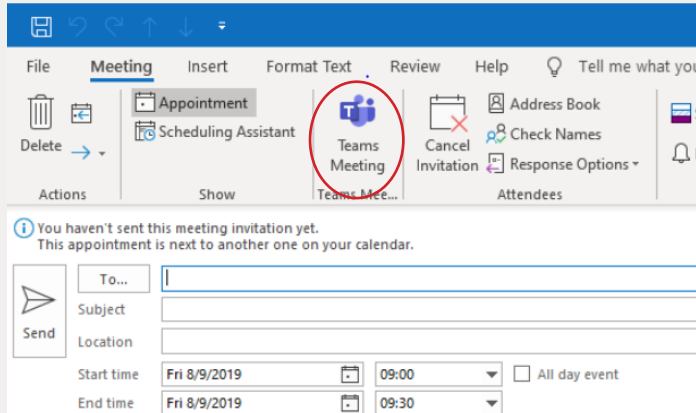 File Meeting Insert Format Text Review Help Tell me what you
Delete
Actions
Appointment
Scheduling Assistant
Show
Teams
Meeting
Teams Mee...
Cancel
Invitation
Address Book
Check Names
Response Options
Attendees
You haven't sent this meeting invitation yet.
This appointment is next to another one on your calendar.
Send
To...
Subject
Location
Start time Fri 8/9/2019 09:00 All day event
End time Fri 8/9/2019 09:30